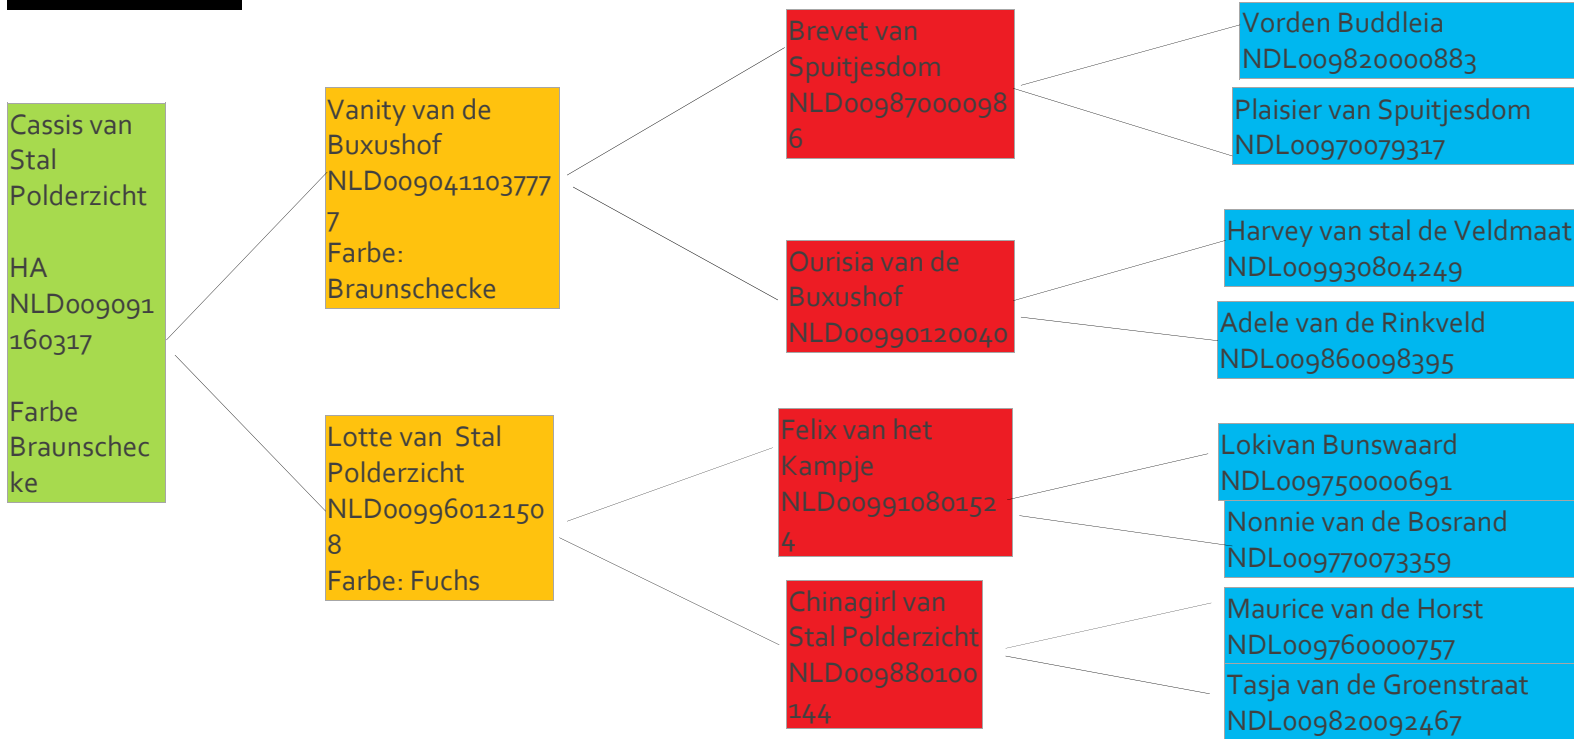 Cassis van
Stal
Polderzicht
HA
NLD009091
160317
Farbe
Braunschec
ke
Vanity van de
Buxushof
NLD009041103777
7
Farbe:
Braunschecke
Lotte van  Stal
Polderzicht
NLD00996012150
8
Farbe: Fuchs
Brevet van
Spuitjesdom
NLD00987000098
6
Ourisia van de
Buxushof
NLD00990120040
Felix van het
Kampje
NLD00991080152
4
Chinagirl van
Stal Polderzicht
NLD009880100
144
Vorden Buddleia
NDL009820000883
Plaisier van Spuitjesdom
NDL00970079317
Harvey van stal de Veldmaat
NDL009930804249
Adele van de Rinkveld
NDL009860098395
Lokivan Bunswaard
NDL009750000691
Nonnie van de Bosrand
NDL009770073359
Maurice van de Horst
NDL009760000757
Tasja van de Groenstraat
NDL009820092467